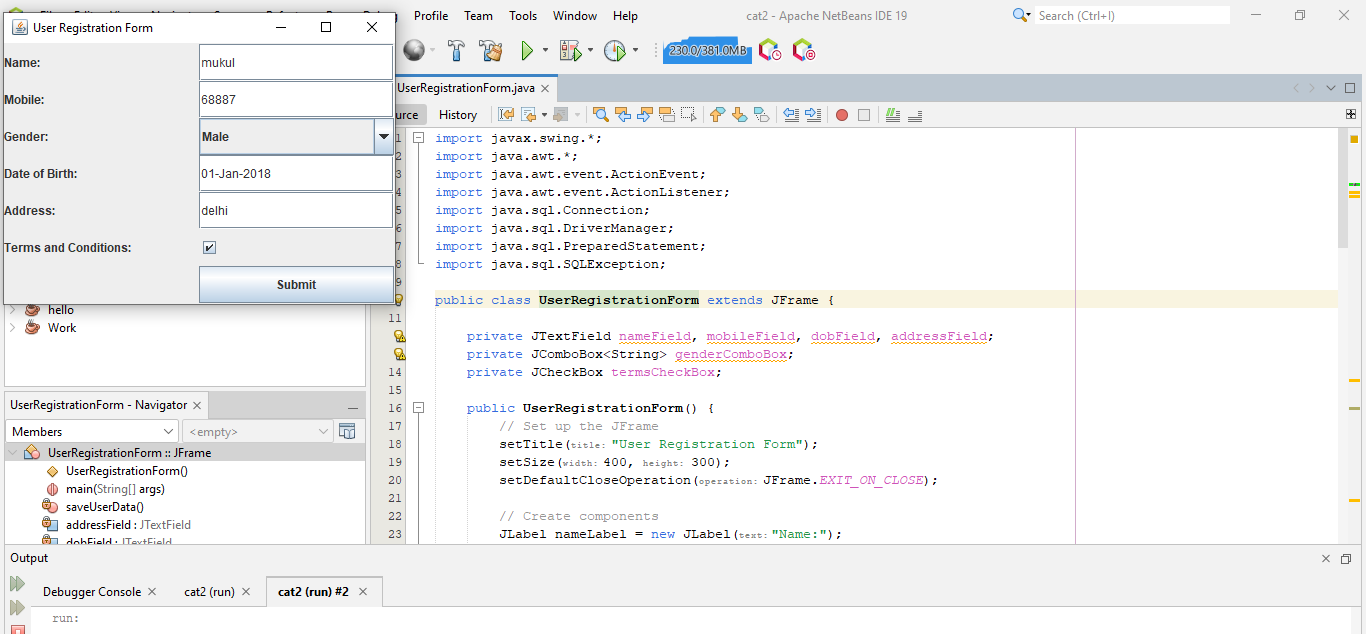 Profile Team Tools Window Help
cat2 - Apache NetBeans IDE 19
Search (Ctrl+I)
User Registration Form
Name: mukul
Mobile: 68887
Gender: Male
Date of Birth: 01-Jan-2018
Address: delhi
Terms and Conditions:
Submit
230.0/381.0MB
UserRegistrationForm.java
History
1 import javax.swing.*;
2 import java.awt.*;
3 import java.awt.event.ActionEvent;
4 import java.awt.event.ActionListener;
5 import java.sql.Connection;
6 import java.sql.DriverManager;
7 import java.sql.PreparedStatement;
8 import java.sql.SQLException;
9
public class UserRegistrationForm extends JFrame {
11
private JTextField nameField, mobileField, dobField, addressField;
private JComboBox<String> genderComboBox;
14 private JCheckBox termsCheckBox;
15
16 public UserRegistrationForm() {
17 // Set up the JFrame
18 setTitle(title: "User Registration Form");
19 setSize(width: 400, height: 300);
20 setDefaultCloseOperation(operation: JFrame.EXIT_ON_CLOSE);
21
22 // Create components
23 JLabel nameLabel = new JLabel(text: "Name:");
hello
Work
UserRegistrationForm - Navigator
Members
<empty>
UserRegistrationForm :: JFrame
UserRegistrationForm()
main(String[] args)
saveUserData()
addressField : JTextField
dobField : JTextField
Output
Debugger Console
cat2 (run)
cat2 (run) #2
run: